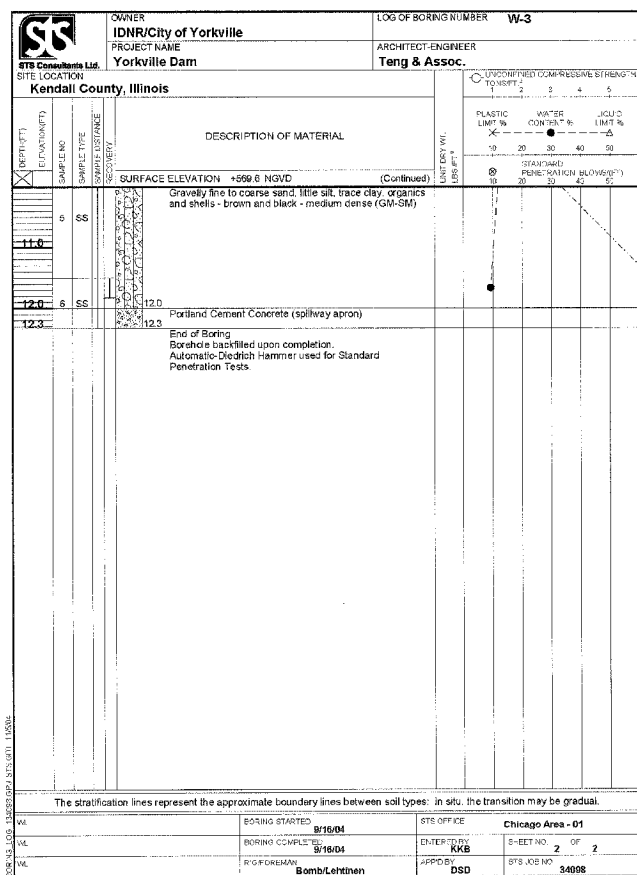 STS
STS Consultants Ltd.
OWNER
IDNR/City of Yorkville
LOG OF BORING NUMBER W-3
PROJECT NAME
Yorkville Dam
ARCHITECT-ENGINEER
Teng & Assoc.
SITE LOCATION
Kendall County, Illinois
UNCONFINED COMPRESSIVE STRENGTH
TONS/FT.²
1 2 3 4 5
DEPTH(FT)
ELEVATION(FT)
SAMPLE NO
SAMPLE TYPE
SAMPLE DISTANCE
RECOVERY
DESCRIPTION OF MATERIAL
UNIT DRY WT.
LBS/FT³
PLASTIC WATER LIQUID
LIMIT % CONTENT % LIMIT %
10 20 30 40 50
STANDARD
PENETRATION BLOWS/(FT)
10 20 30 40 50
SURFACE ELEVATION +569.6 NGVD (Continued)
Gravelly fine to coarse sand, little silt, trace clay, organics
and shells - brown and black - medium dense (GM-SM)
5 SS
11.0
12.0 6 SS 12.0
Portland Cement Concrete (spillway apron)
12.3 12.3
End of Boring
Borehole backfilled upon completion.
Automatic-Diedrich Hammer used for Standard
Penetration Tests.
The stratification lines represent the approximate boundary lines between soil types: in situ, the transition may be gradual.
WL
BORING STARTED
9/16/04
STS OFFICE
Chicago Area - 01
WL
BORING COMPLETED
9/16/04
ENTERED BY
KKB
SHEET NO. OF
2 2
WL
RIG/FOREMAN
Bomb/Lehtinen
APP'D BY
DSD
STS JOB NO
34098